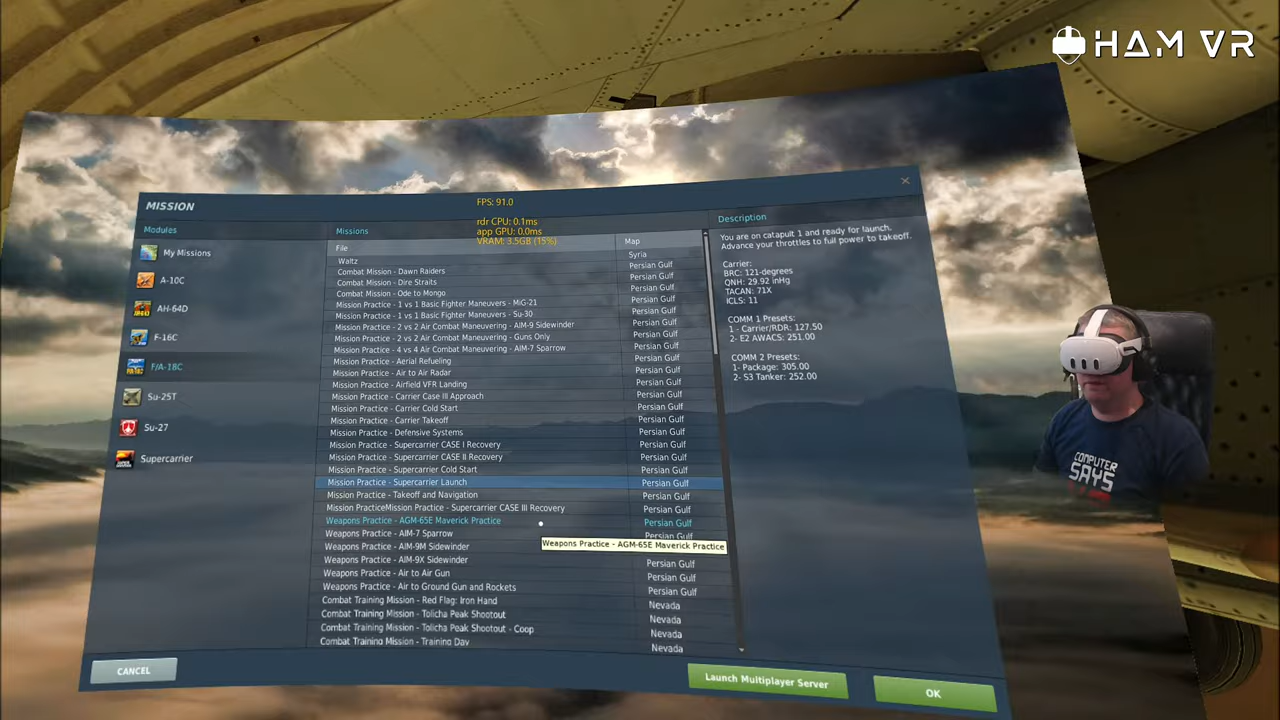 HAM VR
MISSION
FPS: 91.0
rdr CPU: 0.1ms
app GPU: 0.0ms
VRAM: 3.5GB (15%)
Modules
My Missions
A-10C
AH-64D
F-16C
F/A-18C
Su-25T
Su-27
Supercarrier
Missions
File Map
Waltz Syria
Combat Mission - Dawn Raiders Persian Gulf
Combat Mission - Dire Straits Persian Gulf
Combat Mission - Ode to Mongo Persian Gulf
Mission Practice - 1 vs 1 Basic Fighter Maneuvers - MiG-21 Persian Gulf
Mission Practice - 1 vs 1 Basic Fighter Maneuvers - Su-30 Persian Gulf
Mission Practice - 2 vs 2 Air Combat Maneuvering - AIM-9 Sidewinder Persian Gulf
Mission Practice - 2 vs 2 Air Combat Maneuvering - Guns Only Persian Gulf
Mission Practice - 4 vs 4 Air Combat Maneuvering - AIM-7 Sparrow Persian Gulf
Mission Practice - Aerial Refueling Persian Gulf
Mission Practice - Air to Air Radar Persian Gulf
Mission Practice - Airfield VFR Landing Persian Gulf
Mission Practice - Carrier Case III Approach Persian Gulf
Mission Practice - Carrier Cold Start Persian Gulf
Mission Practice - Carrier Takeoff Persian Gulf
Mission Practice - Defensive Systems Persian Gulf
Mission Practice - Supercarrier CASE I Recovery Persian Gulf
Mission Practice - Supercarrier CASE II Recovery Persian Gulf
Mission Practice - Supercarrier Cold Start Persian Gulf
Mission Practice - Supercarrier Launch Persian Gulf
Mission Practice - Takeoff and Navigation Persian Gulf
Mission PracticeMission Practice - Supercarrier CASE III Recovery Persian Gulf
Weapons Practice - AGM-65E Maverick Practice Persian Gulf
Weapons Practice - AIM-7 Sparrow Persian Gulf
Weapons Practice - AGM-65E Maverick Practice
Weapons Practice - AIM-9M Sidewinder
Weapons Practice - AIM-9X Sidewinder Persian Gulf
Weapons Practice - Air to Air Gun Persian Gulf
Weapons Practice - Air to Ground Gun and Rockets Persian Gulf
Combat Training Mission - Red Flag: Iron Hand Nevada
Combat Training Mission - Tolicha Peak Shootout Nevada
Combat Training Mission - Tolicha Peak Shootout - Coop Nevada
Combat Training Mission - Training Day Nevada
Description
You are on catapult 1 and ready for launch.
Advance your throttles to full power to takeoff.
Carrier:
BRC: 121-degrees
QNH: 29.92 inHg
TACAN: 71X
ICLS: 11
COMM 1 Presets:
1 - Carrier/RDR: 127.50
2- E2 AWACS: 251.00
COMM 2 Presets:
1- Package: 305.00
2- S3 Tanker: 252.00
COMPUTER
SAYS
CANCEL
Launch Multiplayer Server
OK